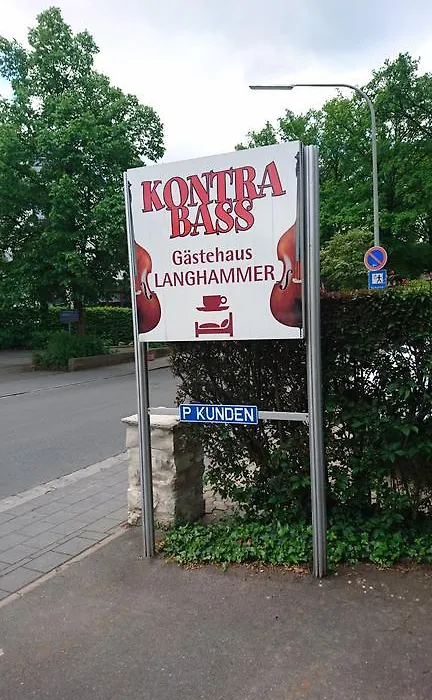 KONTRA
BASS
Gästehaus
LANGHAMMER
P KUNDEN